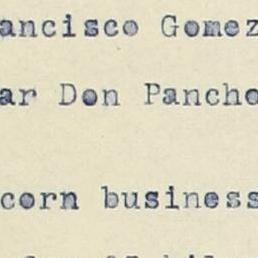 ancisco Gomez
ar Don Pancho
corn business